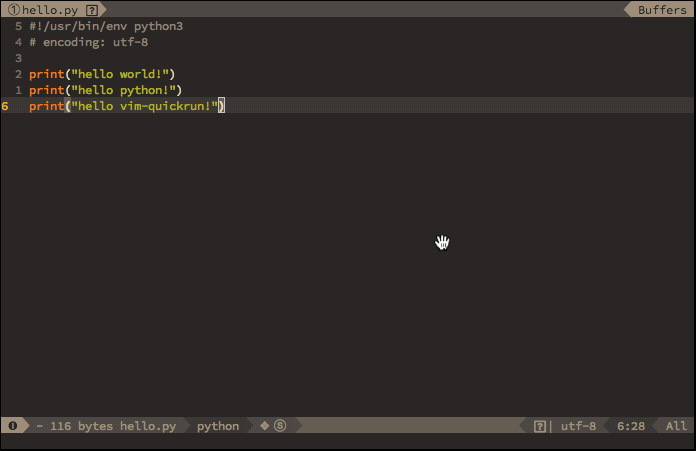 ①hello.py [?] Buffers
5 #!/usr/bin/env python3
4 # encoding: utf-8
3
2 print("hello world!")
1 print("hello python!")
6 print("hello vim-quickrun!")
❶ - 116 bytes hello.py python ❖ Ⓢ [?]| utf-8 6:28 All